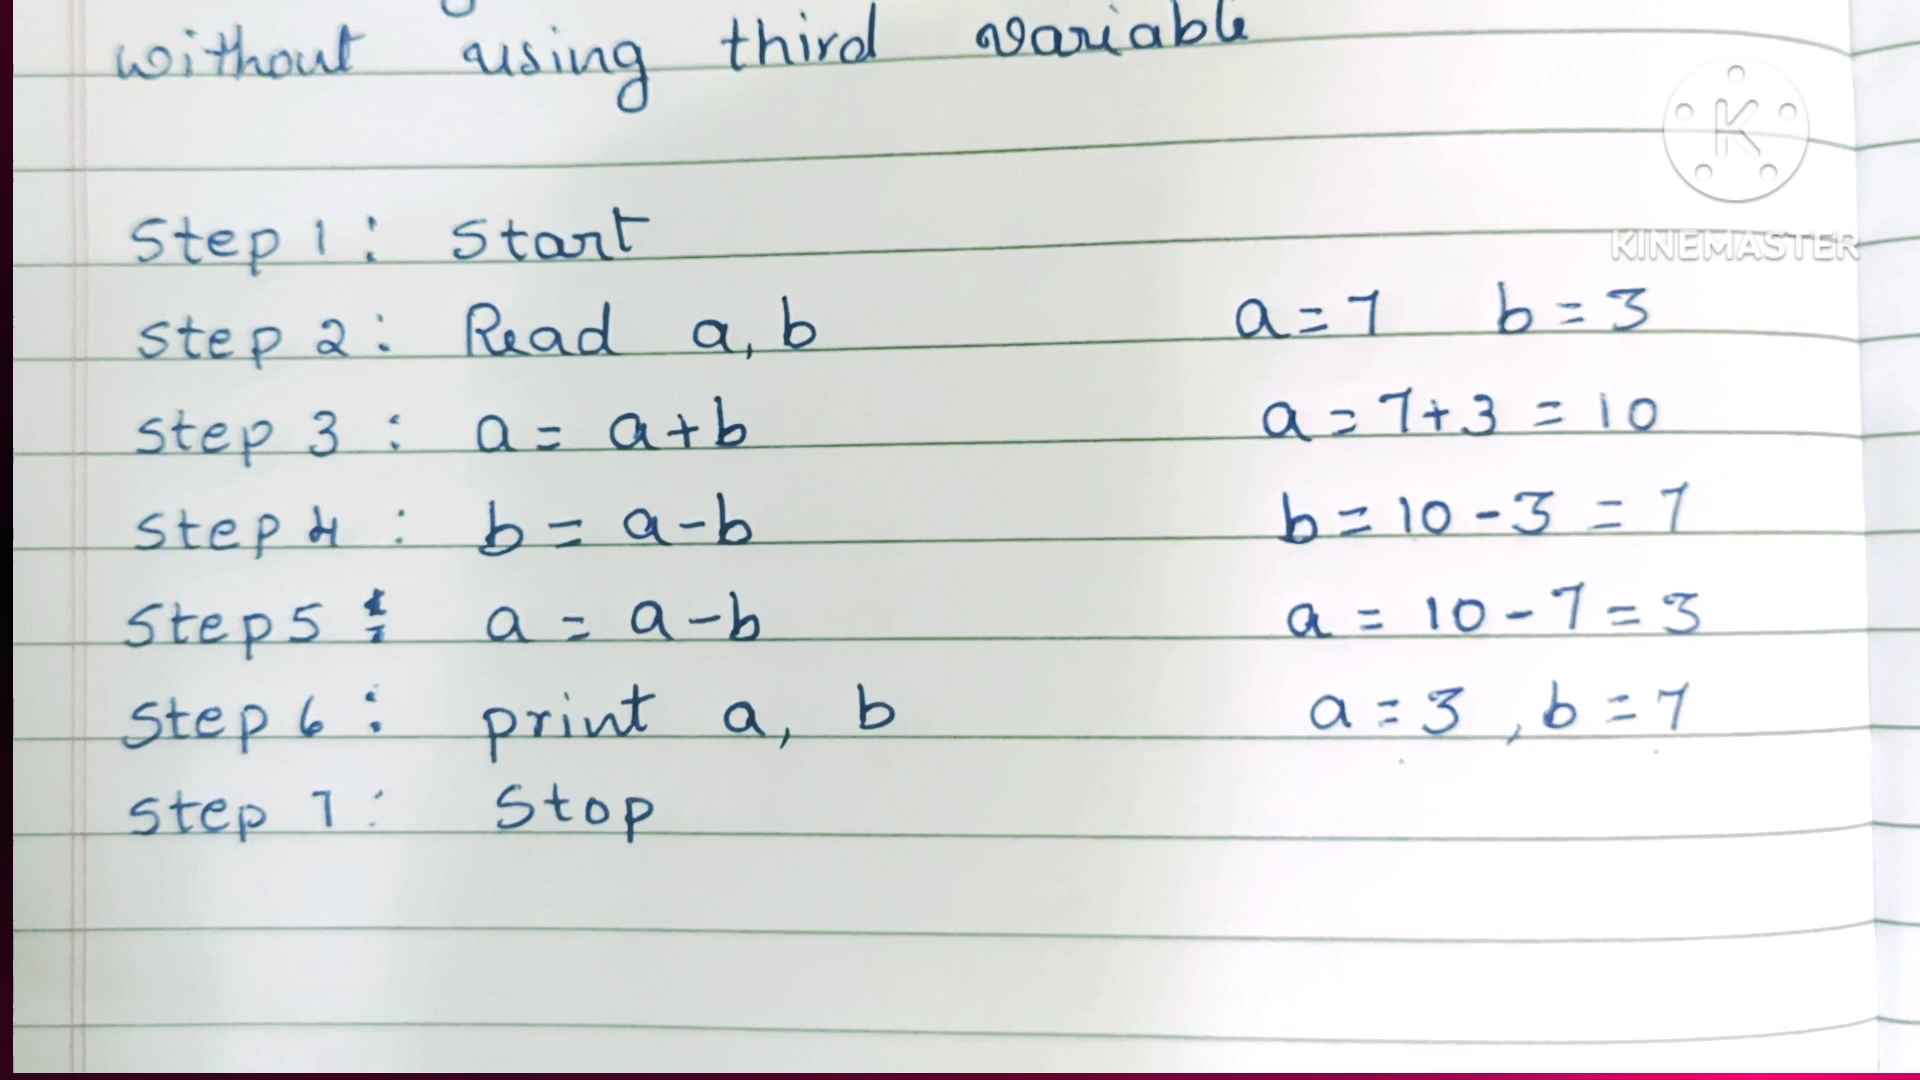 without using third variable
K
KINEMASTER
Step 1 : Start
Step 2 : Read a, b a = 7 b = 3
Step 3 : a = a+b a = 7+3 = 10
Step 4 : b = a-b b = 10 - 3 = 7
Step 5 : a = a-b a = 10 - 7 = 3
Step 6 : print a, b a = 3 , b = 7
Step 7 : Stop